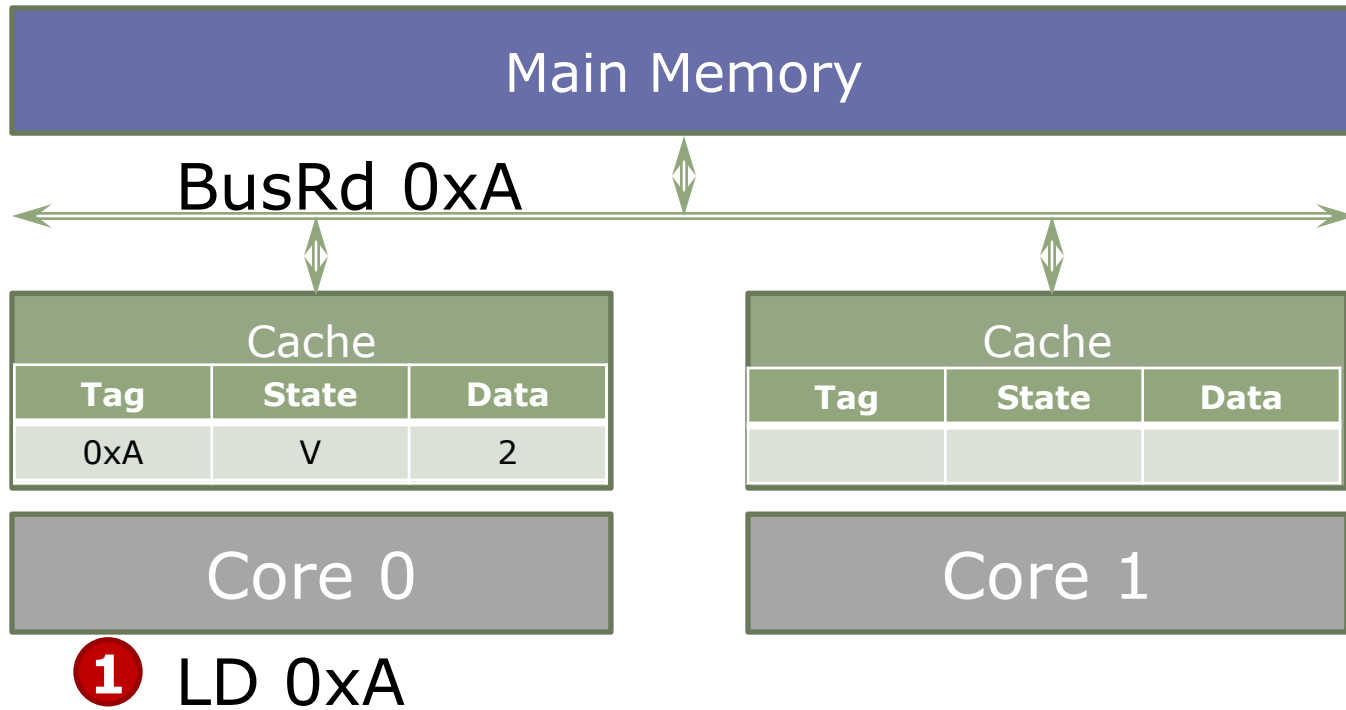 Main Memory
BusRd 0xA
Cache
Tag State Data
0xA V 2
Cache
Tag State Data
Core 0
Core 1
1 LD 0xA